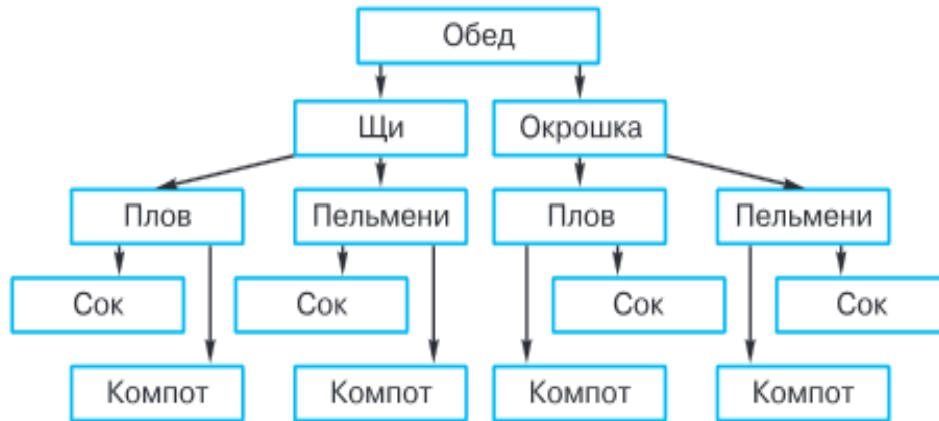 Обед
Щи Окрошка
Плов Пельмени Плов Пельмени
Сок Сок Сок Сок
Компот Компот Компот Компот